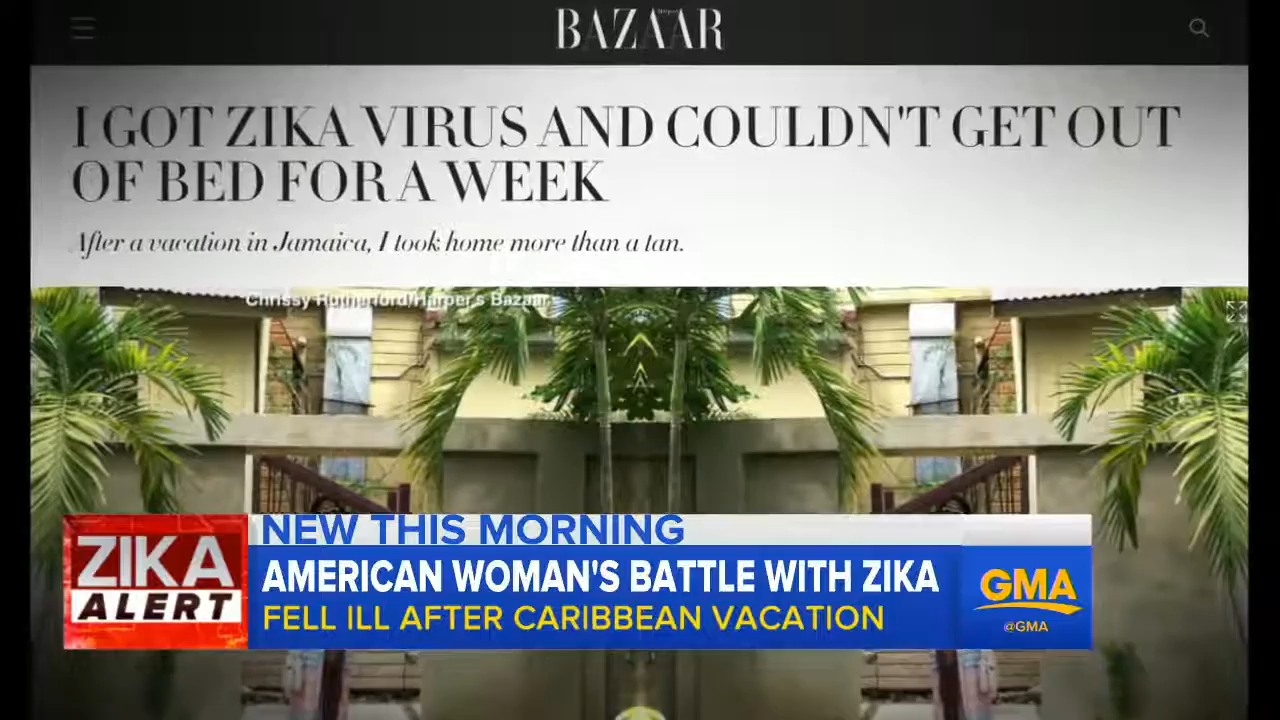 BAZAAR
I GOT ZIKA VIRUS AND COULDN'T GET OUT
OF BED FOR A WEEK
After a vacation in Jamaica, I took home more than a tan.
Chrissy Rutherford/Harper's Bazaar
NEW THIS MORNING
ZIKA
ALERT
AMERICAN WOMAN'S BATTLE WITH ZIKA
FELL ILL AFTER CARIBBEAN VACATION
GMA
@GMA